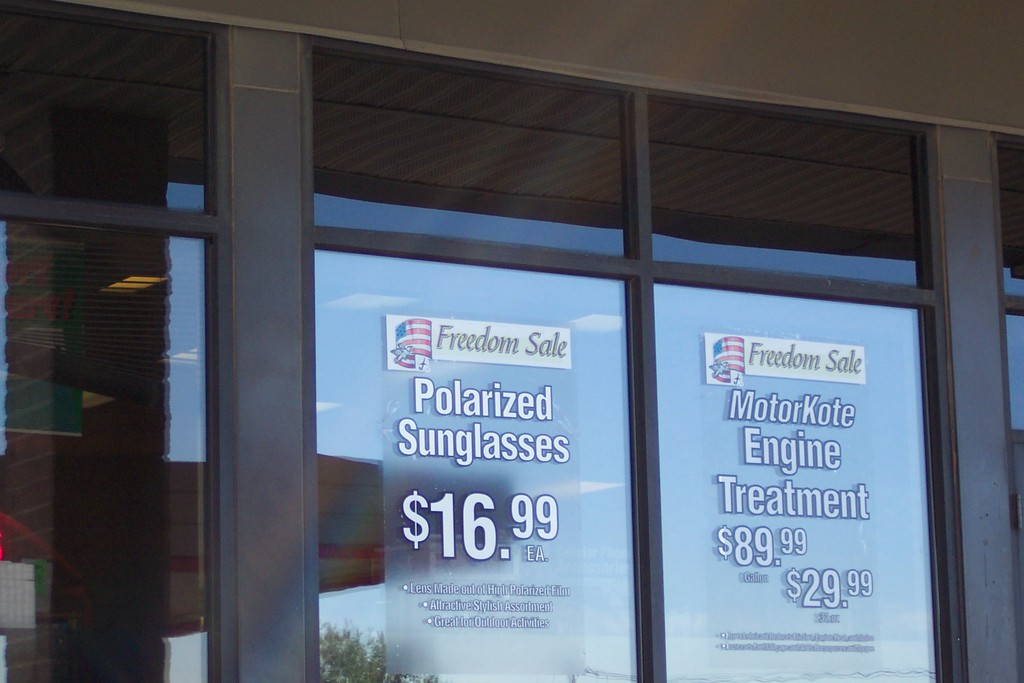 Freedom Sale
Polarized
Sunglasses
$16.99
EA.
• Lens Made out of High Polarized Film
• Attractive Stylish Assortment
• Great for Outdoor Activities
Freedom Sale
MotorKote
Engine
Treatment
$89.99
Gallon
$29.99